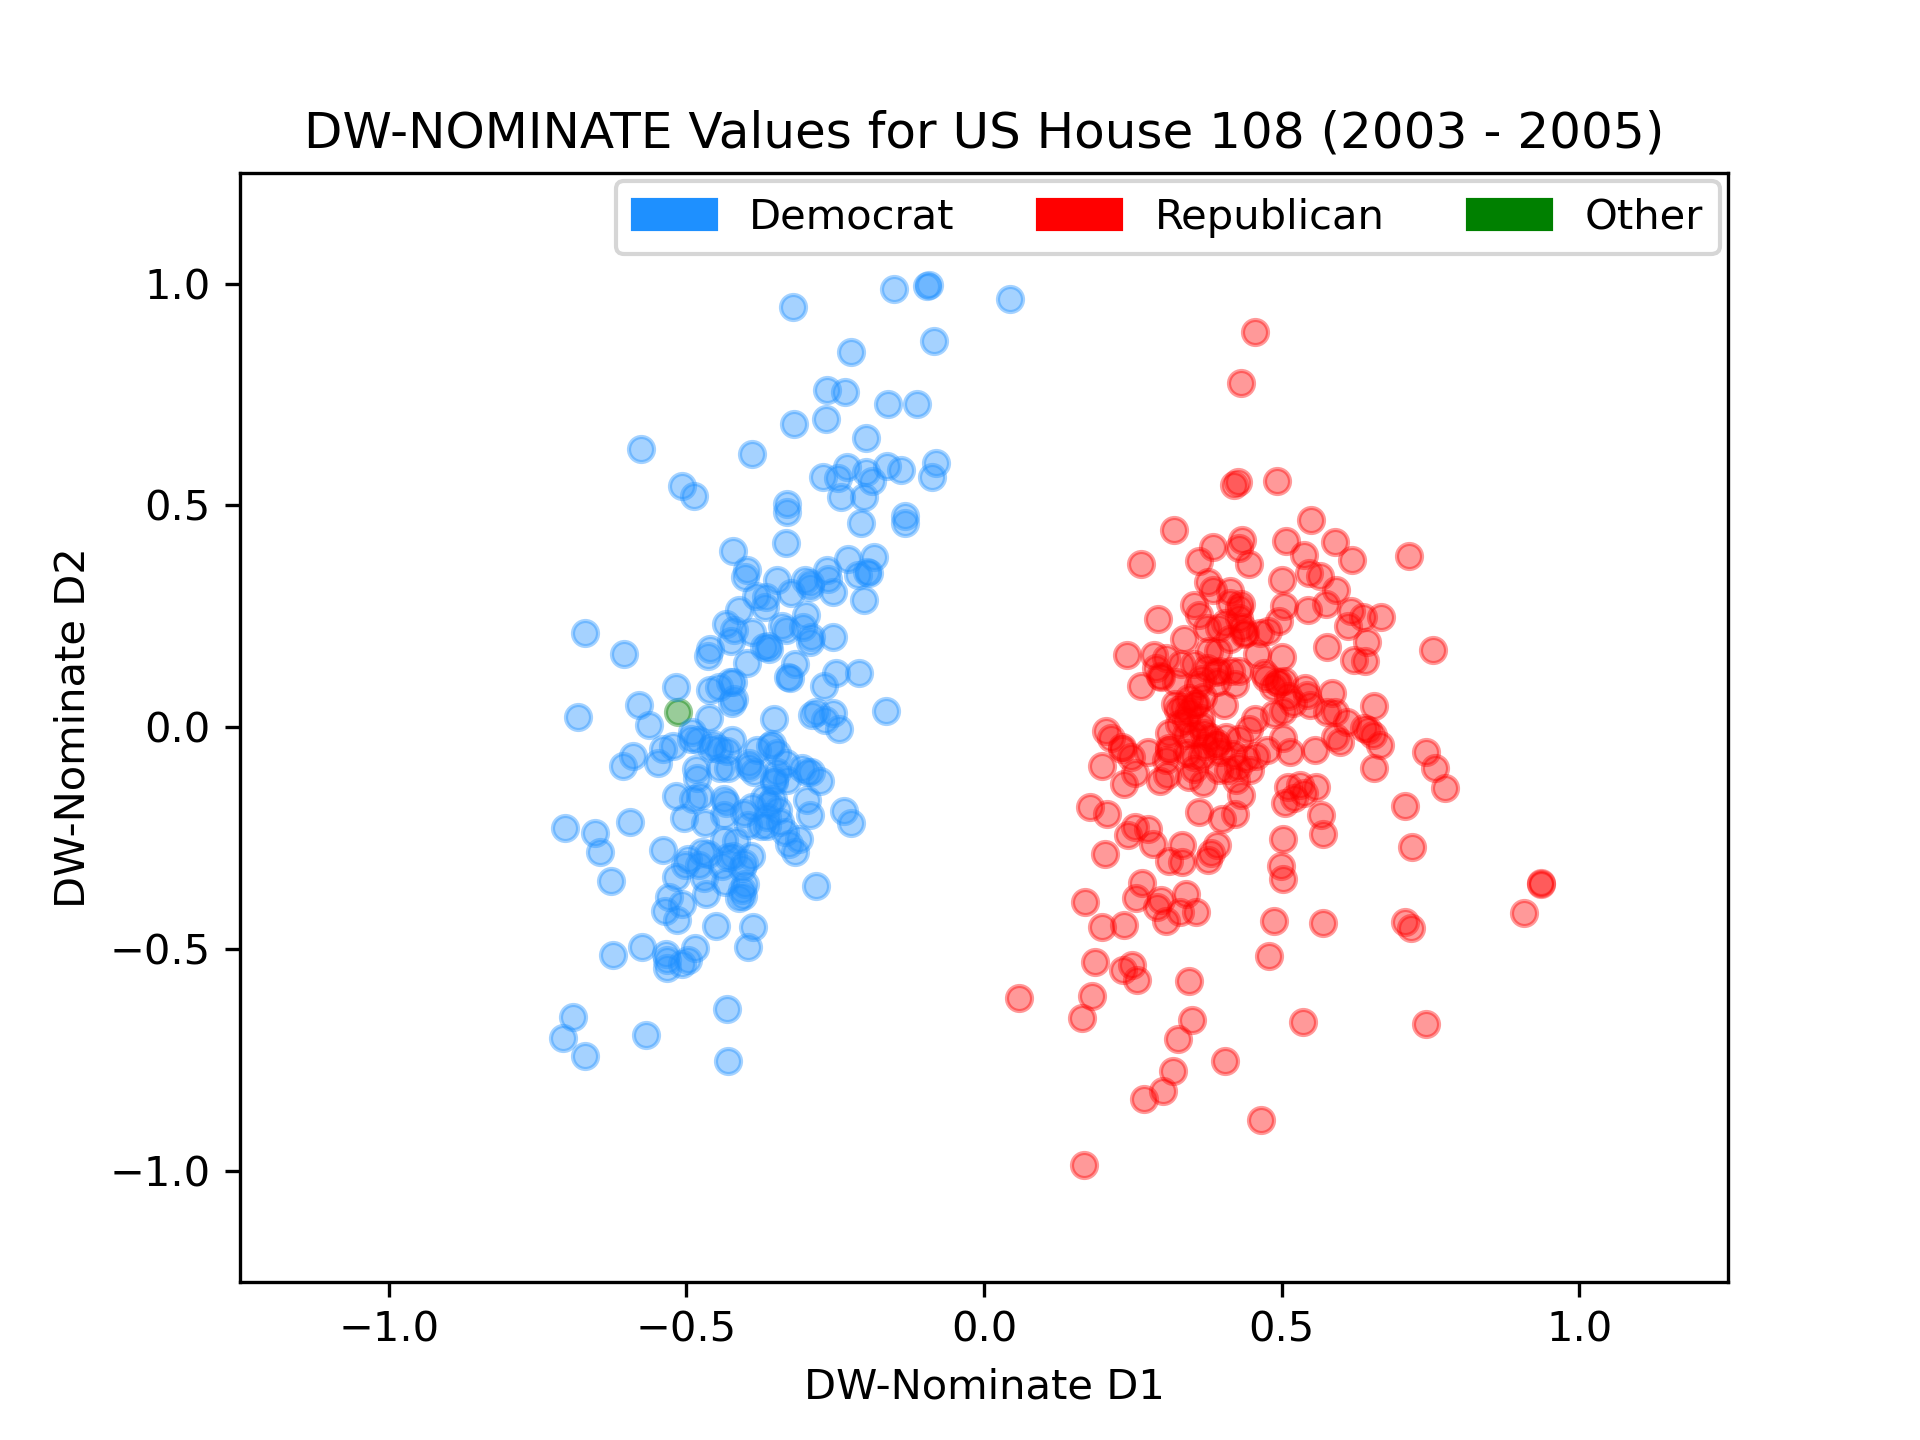 DW-NOMINATE Values for US House 108 (2003 - 2005)
Democrat Republican Other
1.0
0.5
0.0
−0.5
−1.0
DW-Nominate D2
−1.0 −0.5 0.0 0.5 1.0
DW-Nominate D1